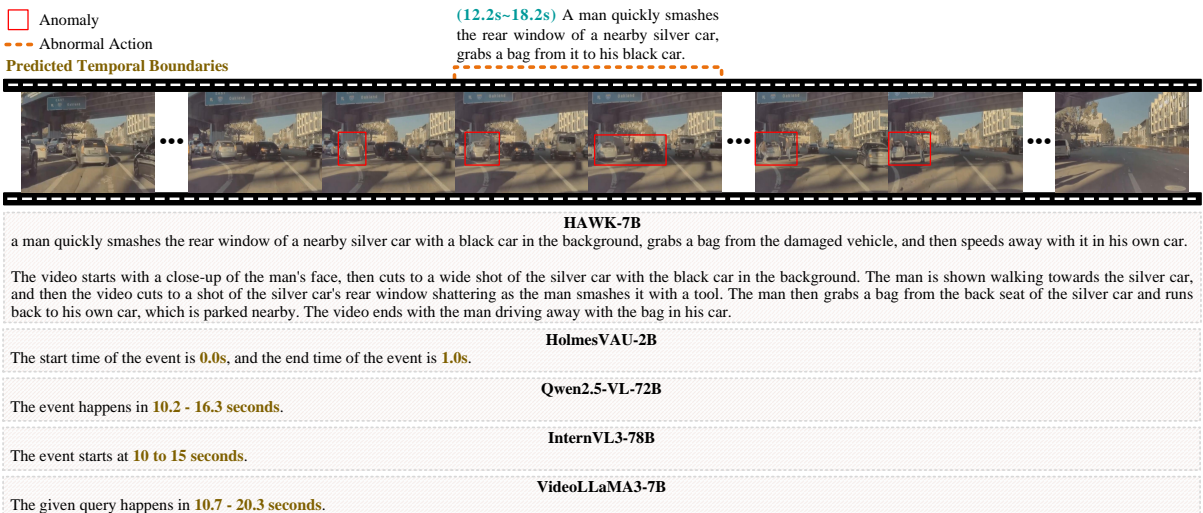 Anomaly
Abnormal Action
Predicted Temporal Boundaries
(12.2s~18.2s) A man quickly smashes
the rear window of a nearby silver car,
grabs a bag from it to his black car.
HAWK-7B
a man quickly smashes the rear window of a nearby silver car with a black car in the background, grabs a bag from the damaged vehicle, and then speeds away with it in his own car.
The video starts with a close-up of the man's face, then cuts to a wide shot of the silver car with the black car in the background. The man is shown walking towards the silver car,
and then the video cuts to a shot of the silver car's rear window shattering as the man smashes it with a tool. The man then grabs a bag from the back seat of the silver car and runs
back to his own car, which is parked nearby. The video ends with the man driving away with the bag in his car.
HolmesVAU-2B
The start time of the event is 0.0s, and the end time of the event is 1.0s.
Qwen2.5-VL-72B
The event happens in 10.2 - 16.3 seconds.
InternVL3-78B
The event starts at 10 to 15 seconds.
VideoLLaMA3-7B
The given query happens in 10.7 - 20.3 seconds.